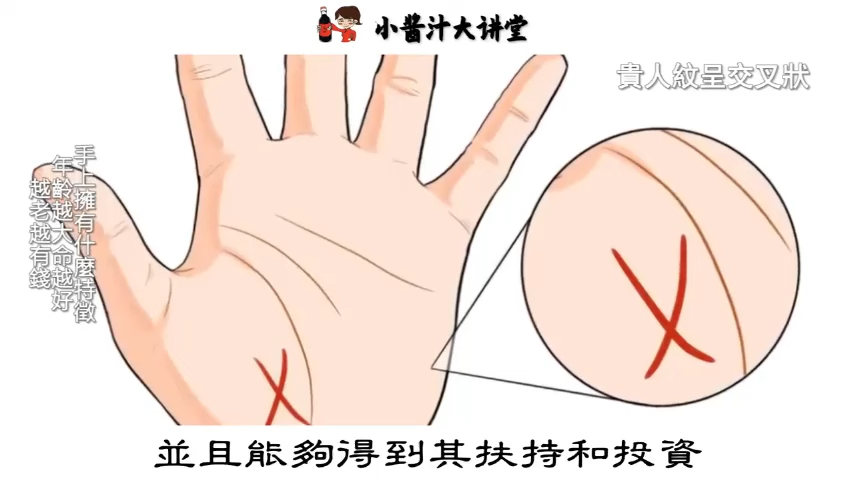 小酱汁大讲堂
貴人紋呈交叉狀
手上擁有什麼特徵
年齡越大命越好
越老越有錢
並且能夠得到其扶持和投資